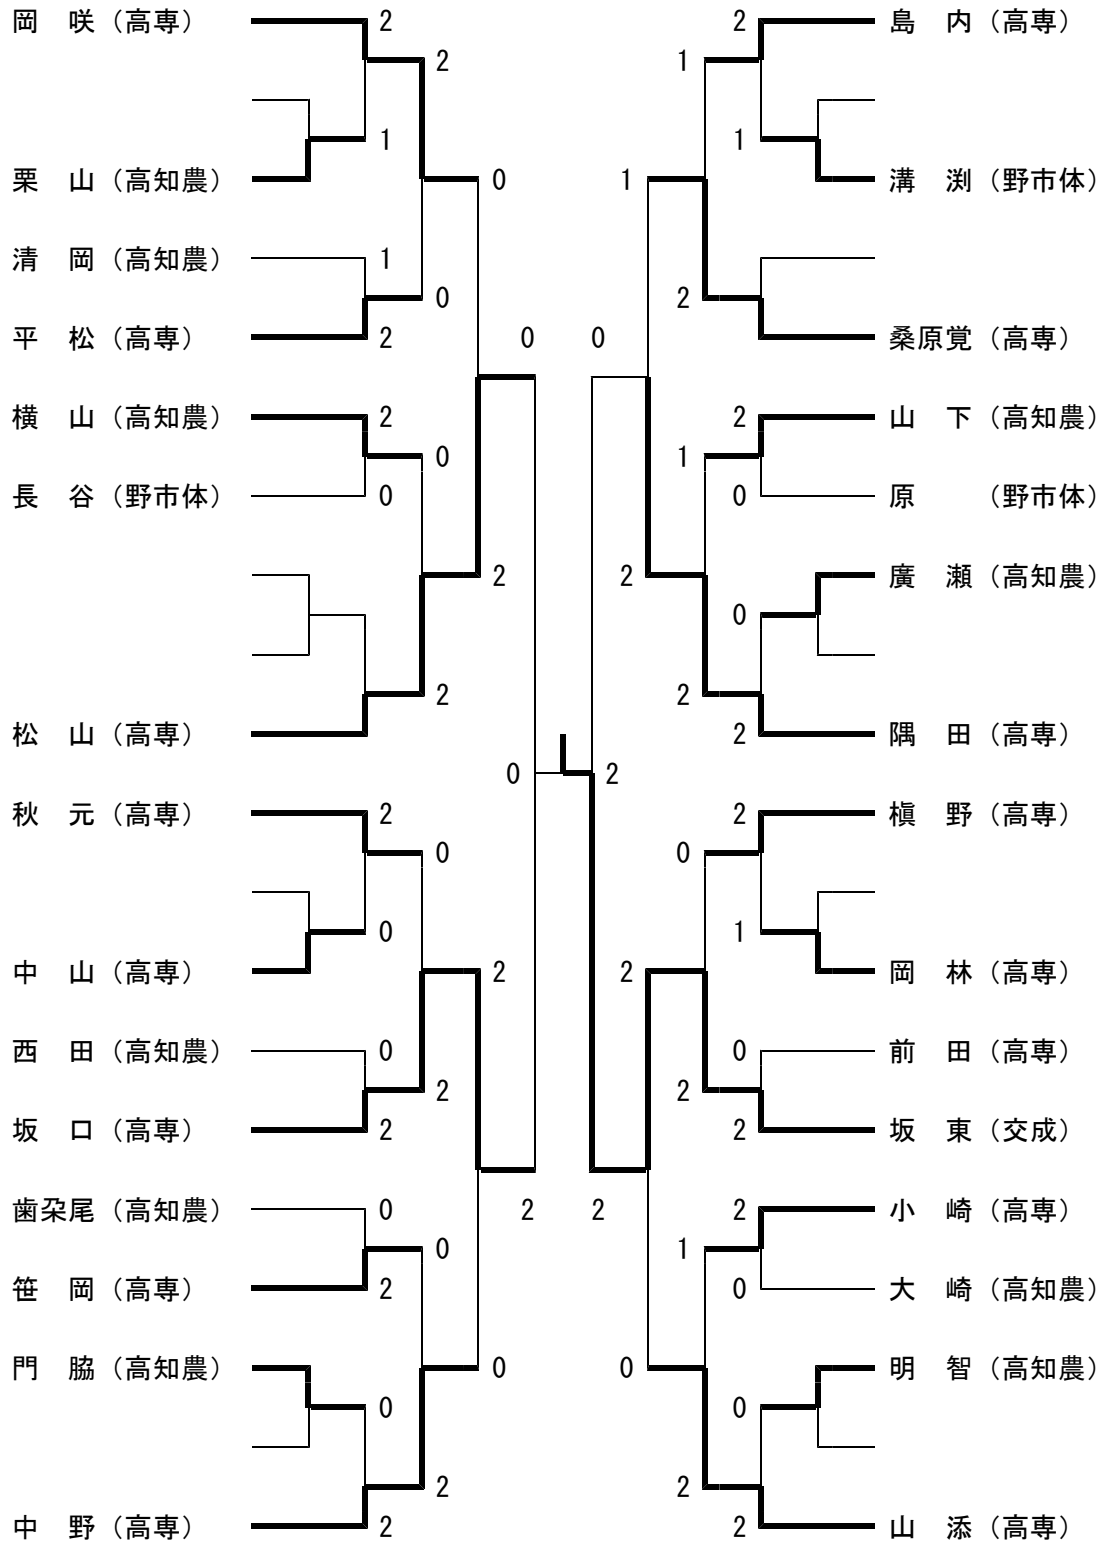 岡　咲（高専） 2 2 島　内（高専）
2 1
1 1
栗　山（高知農） 0 1 溝　渕（野市体）
清　岡（高知農） 1
0 2
平　松（高専） 2 0 0 桑原覚（高専）
横　山（高知農） 2 2 山　下（高知農）
0 1
長　谷（野市体） 0 0 原　　（野市体）
2 2 廣　瀬（高知農）
0
2 2
松　山（高専） 2 隅　田（高専）
0 2
秋　元（高専） 2 2 槇　野（高専）
0 0
0 1
中　山（高専） 2 2 岡　林（高専）
西　田（高知農） 0 0 前　田（高専）
2 2
坂　口（高専） 2 2 坂　東（交成）
歯朶尾（高知農） 0 2 2 2 小　崎（高専）
0 1
笹　岡（高専） 2 0 大　崎（高知農）
門　脇（高知農） 0 0 明　智（高知農）
0 0
2 2
中　野（高専） 2 2 山　添（高専）